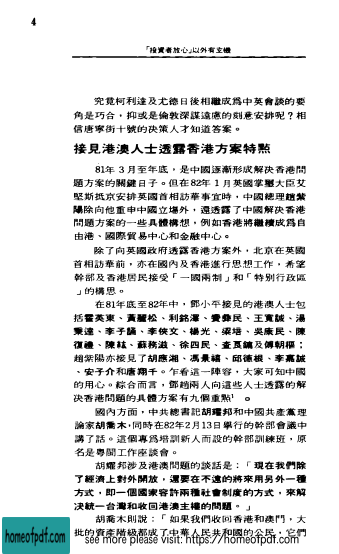 4
「投資者放心」以外有玄機
究竟柯利達及尤德日後相繼成爲中英會談的要
角是巧合，抑或是倫敦深謀遠慮的刻意安排呢？相
信唐寧街十號的決策人才知道答案。
接見港澳人士透露香港方案特點
81年3月至年底，是中國逐漸形成解決香港問
題方案的關鍵日子。但在82年1月英國掌璽大臣艾
堅斯抵京安排英國首相訪華事宜時，中國總理趙紫
陽除向他重申中國立場外，還透露了中國解決香港
問題方案的一些具體構想，例如香港將繼續成爲自
由港、國際貿易中心和金融中心。
除了向英國政府透露香港方案外，北京在英國
首相訪華前，亦在國內及香港進行思想工作，希望
幹部及香港居民接受「一國兩制」和「特別行政區
」的構思。
在81年底至82年中，鄧小平接見的港澳人士包
括霍英東、黃麗松、利銘澤、費彝民、王寬誠、湯
秉達、李子誦、李俠文、楊光、梁培、吳康民、陳
復禮、陳紘、蘇務滋、徐四民、查良鏞及傅朝樞；
趙紫陽亦接見了胡應湘、馮景禧、邱德根、李嘉誠
、安子介和唐翔千。乍看這一陣容，大家可知中國
的用心。綜合而言，鄧趙兩人向這些人士透露的解
決香港問題的具體方案有九個重點¹ 。
國內方面，中共總書記胡耀邦和中國共產黨理
論家胡喬木，同時在82年2月13日舉行的幹部會議中
講了話。這個專爲培訓新人而設的幹部訓練班，原
名是粵閩工作座談會。
胡耀邦涉及港澳問題的談話是：「現在我們除
了經濟上對外開放，還要在不遠的將來用另外一種
方式，即一個國家容許兩種社會制度的方式，來解
決統一台灣和收回港澳主權的問題。」
胡喬木則說：「如果我們收回香港和澳門，大
批的資產階級都成了中華人民共和國的公民，它們
homeofpdf.com
see more please visit: https://homeofpdf.com
homeofpdf.com